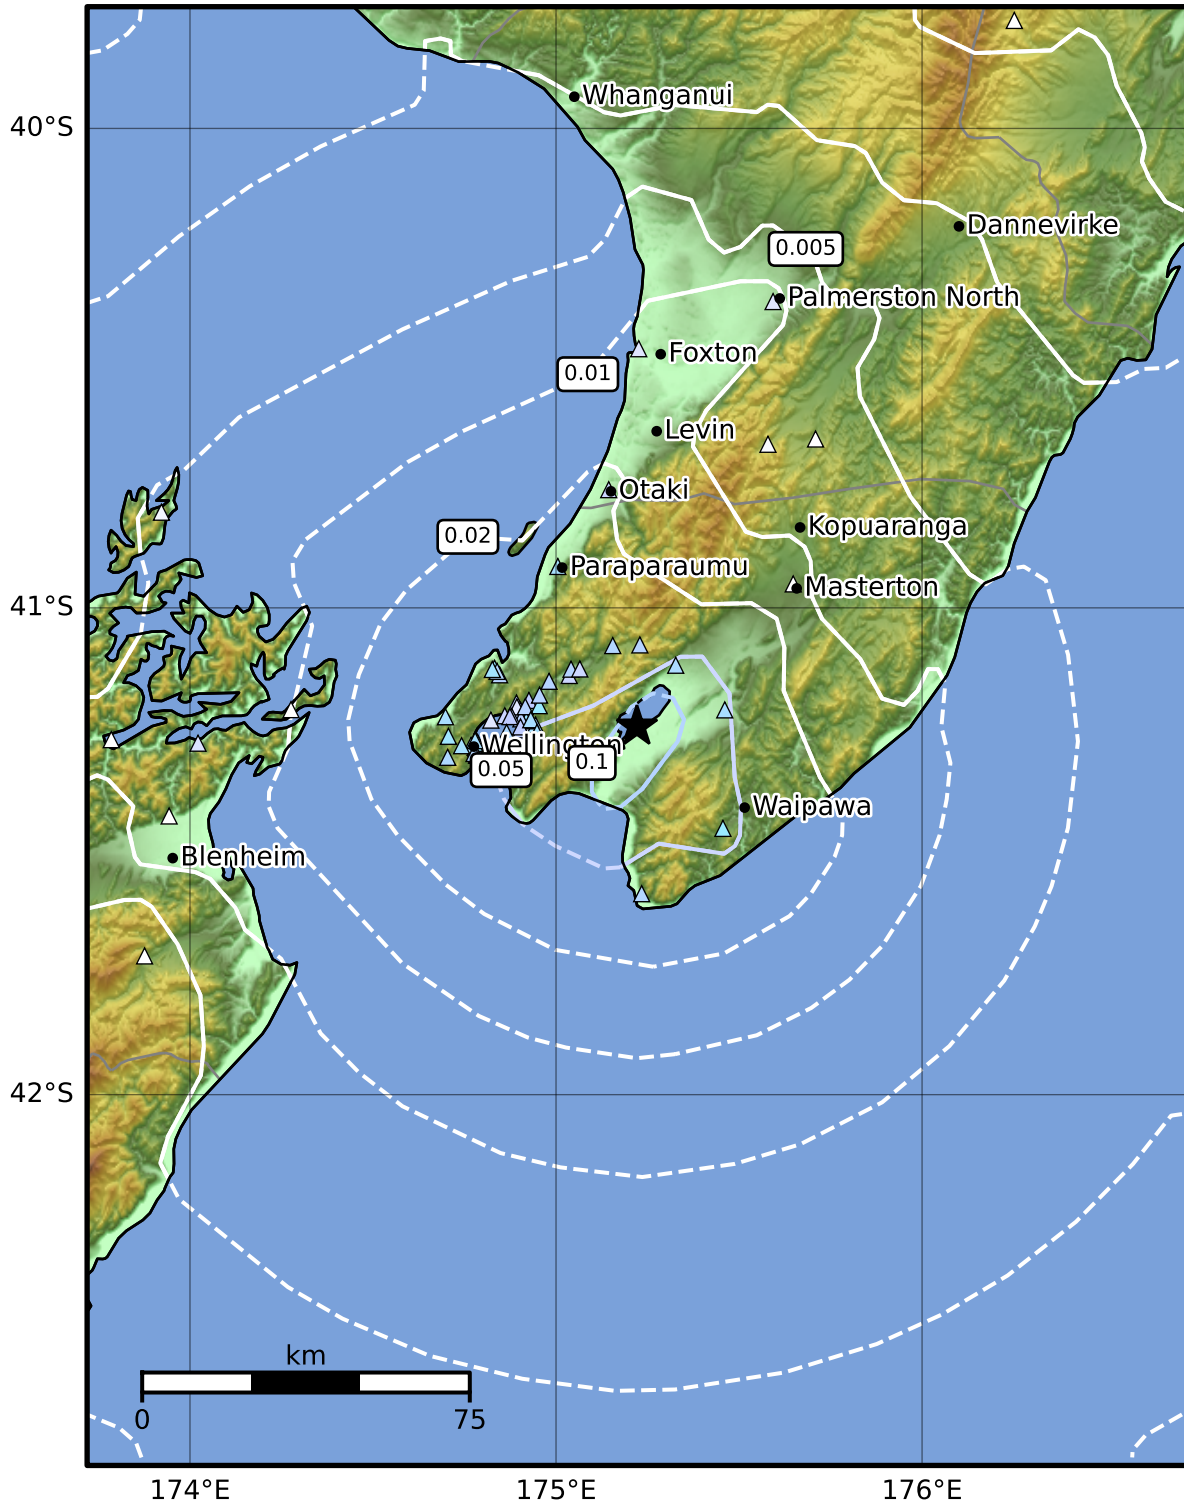 Whanganui
40°S
Dannevirke
0.005
Palmerston North
Foxton
0.01
Levin
Otaki
Kopuaranga
0.02
Paraparaumu
Masterton
41°S
Wellington
0.05
0.1
Waipawa
Blenheim
42°S
km
0
75
174°E
175°E
176°E